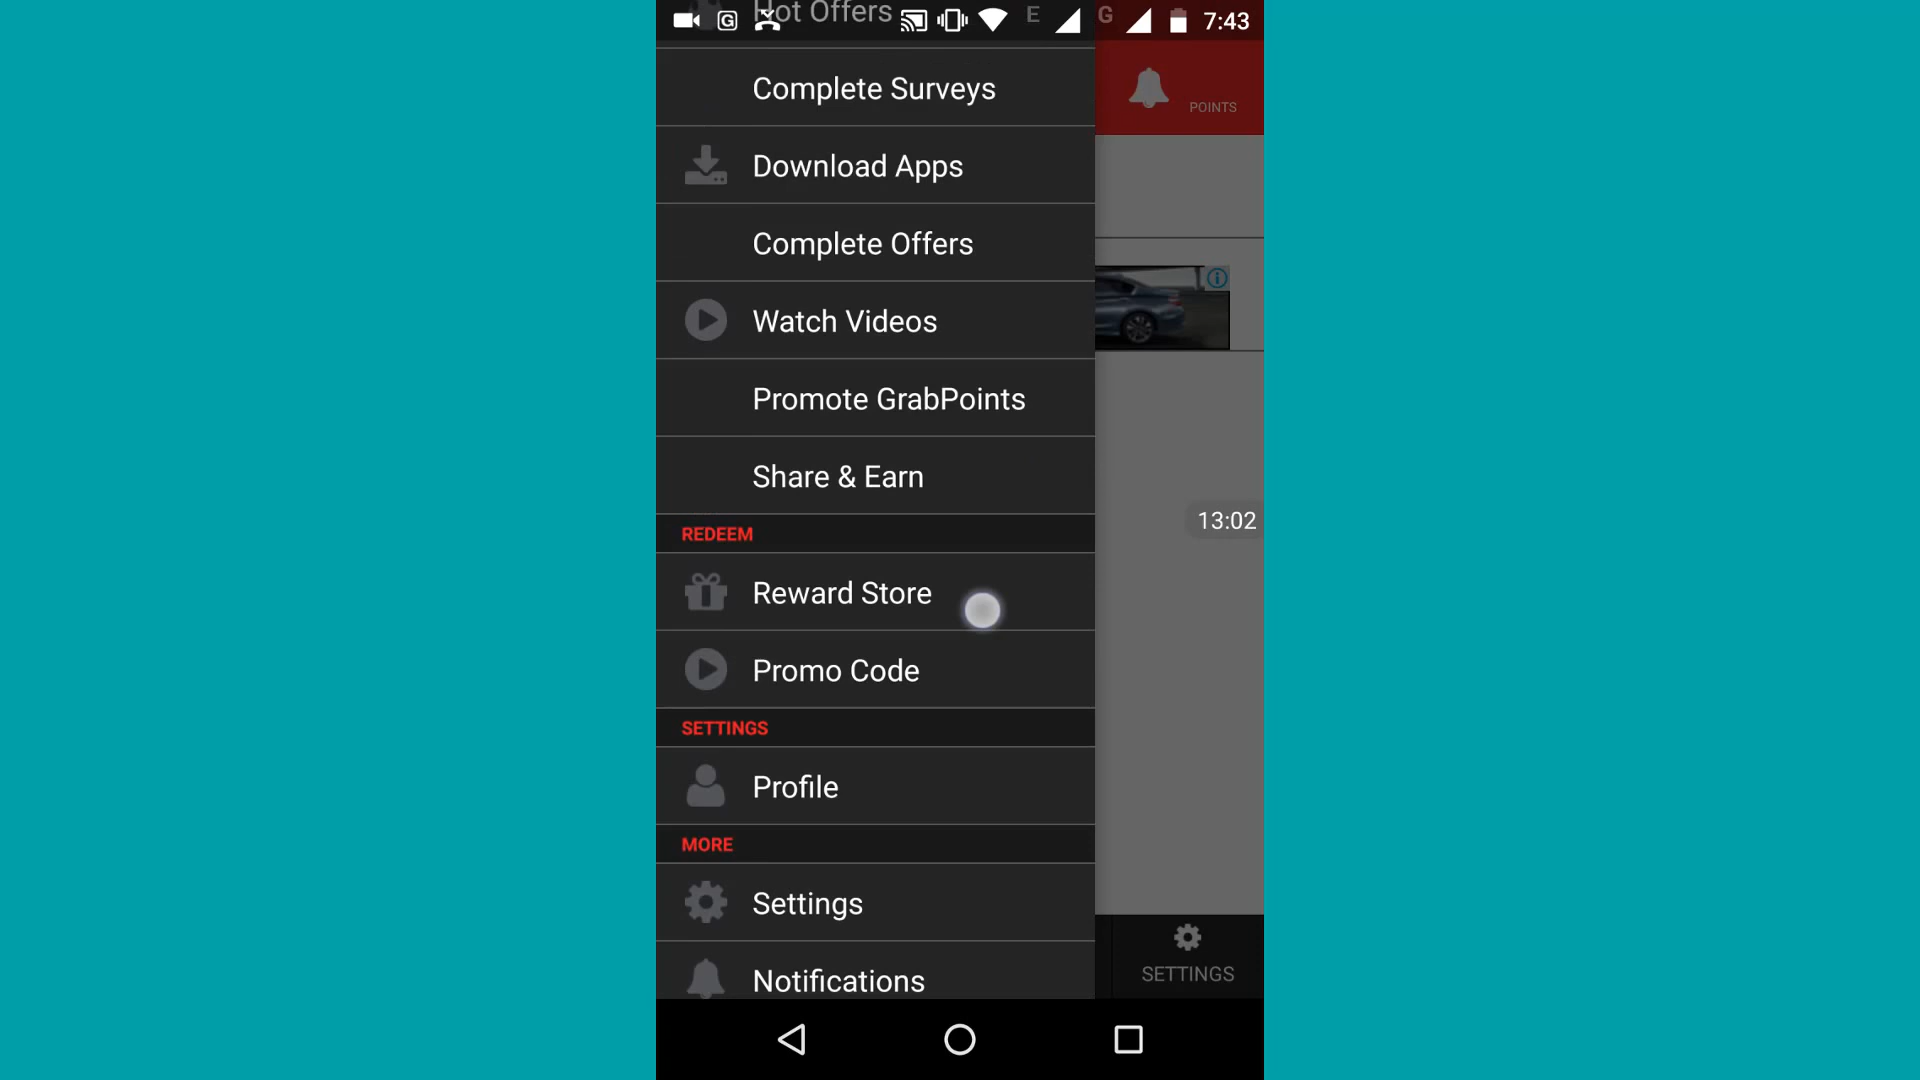 Hot Offers
G
E
G
7:43
POINTS
Complete Surveys
Download Apps
Complete Offers
Watch Videos
Promote GrabPoints
Share & Earn
13:02
REDEEM
Reward Store
Promo Code
SETTINGS
Profile
MORE
Settings
Notifications
SETTINGS